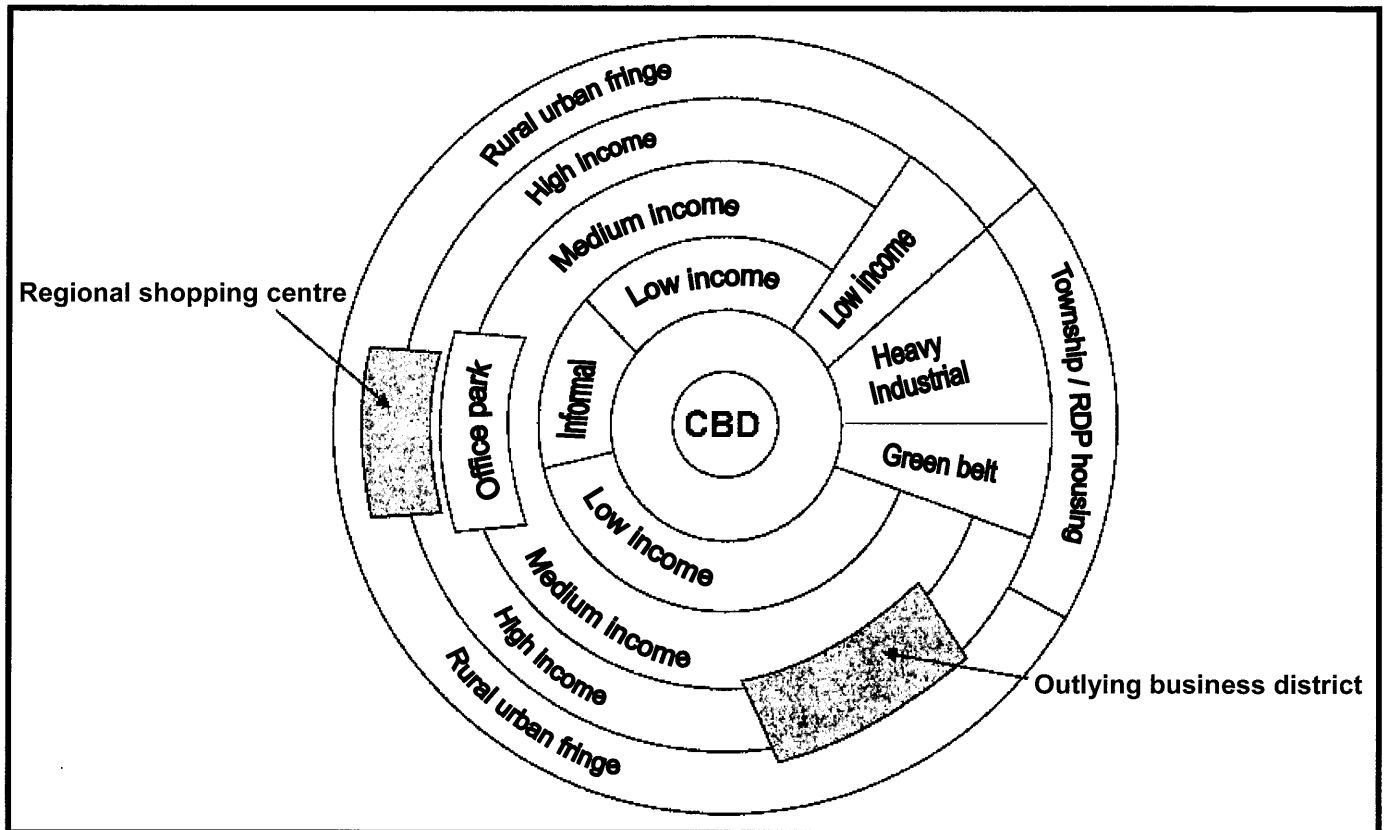 Rural urban fringe
High income
Medium income
Low income
Low income
Regional shopping centre
Township / RDP housing
Heavy
Industrial
Office park
Informal
CBD
Green belt
Low income
Medium income
High income
Rural urban fringe
Outlying business district